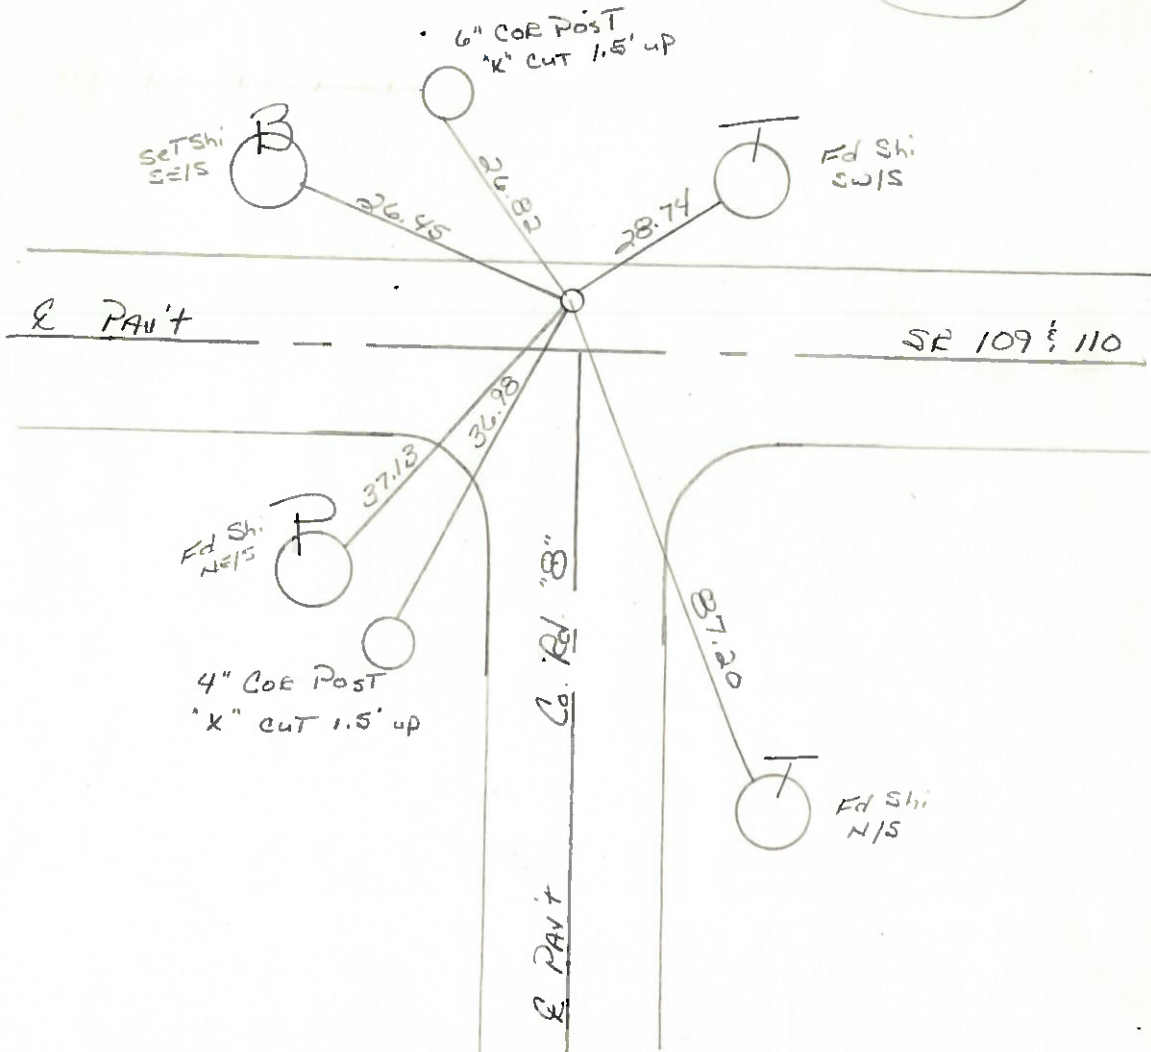 6" COR POST
"X" CUT 1.5' up
B
SeT Shi
SE/S
T
Fd Shi
SW/S
26.45
26.82
28.74
℄ PAV'T
SR 109 & 110
37.13
36.98
P
Fd Shi
NE/S
4" COR POST
"X" CUT 1.5' up
Co. Rd. "8"
87.20
T
Fd Shi
N/S
℄ PAV'T